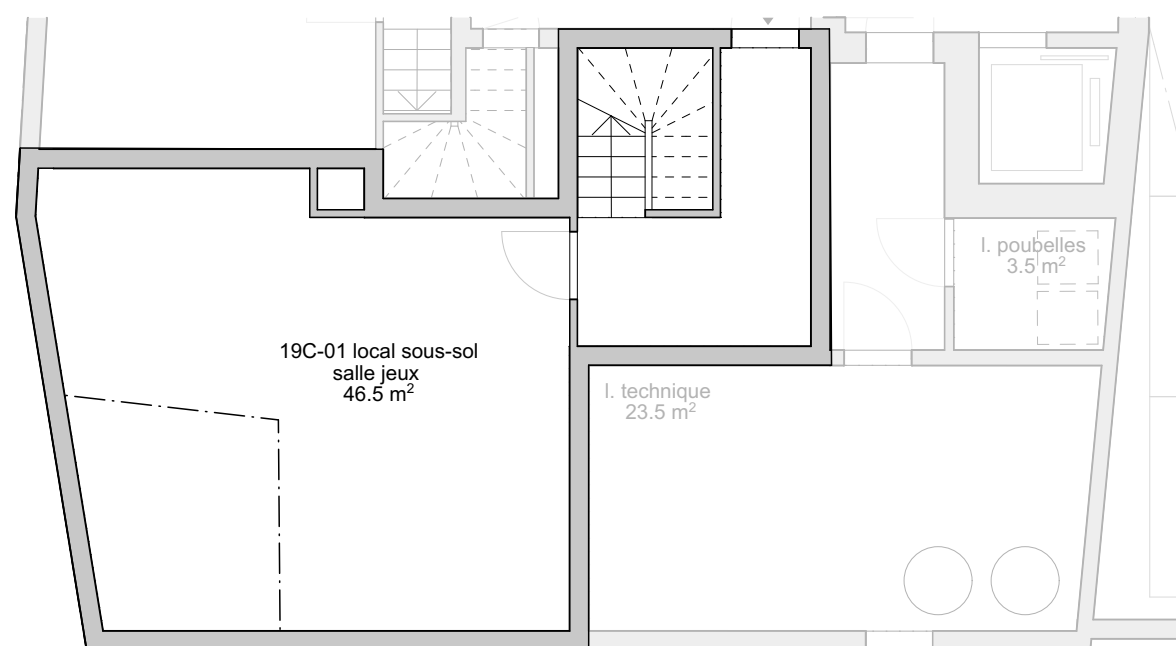 l. poubelles
3.5 m²
19C-01 local sous-sol
salle jeux
46.5 m²
l. technique
23.5 m²